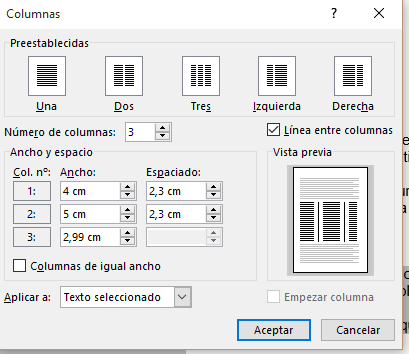 Columnas
Preestablecidas
Una Dos Tres Izquierda Derecha
Número de columnas: 3
Línea entre columnas
Ancho y espacio
Vista previa
Col. nº: Ancho: Espaciado:
1: 4 cm 2,3 cm
2: 5 cm 2,3 cm
3: 2,99 cm
Columnas de igual ancho
Aplicar a: Texto seleccionado
Empezar columna
Aceptar Cancelar